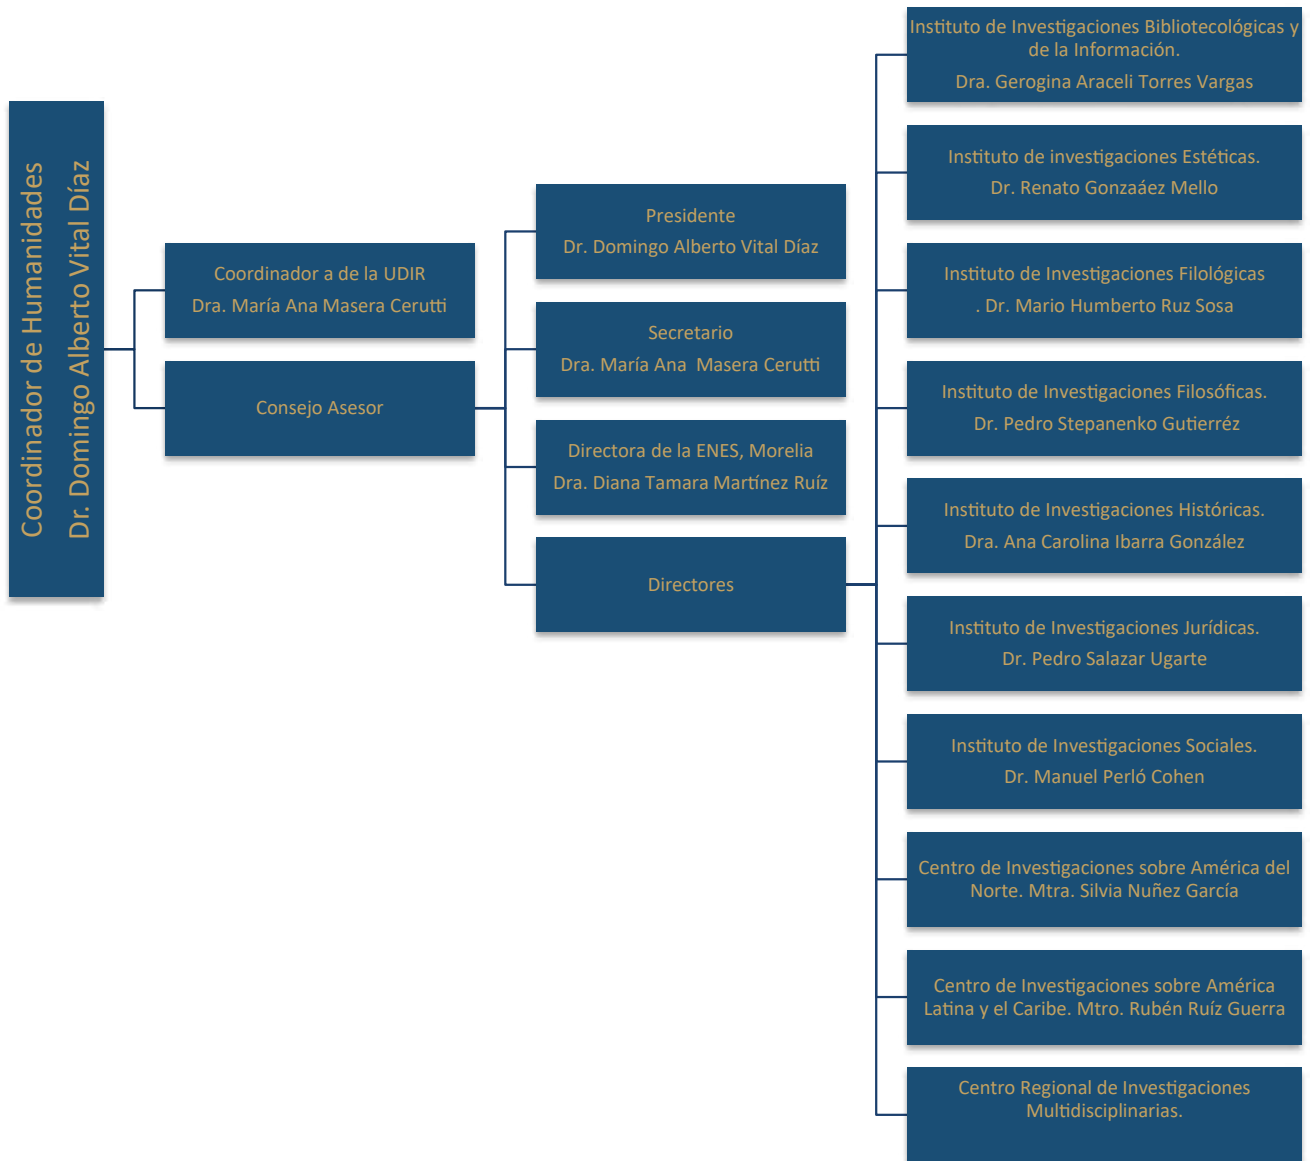 Coordinador de Humanidades
Dr. Domingo Alberto Vital Díaz
Coordinador a de la UDIR
Dra. María Ana Masera Cerutti
Consejo Asesor
Presidente
Dr. Domingo Alberto Vital Díaz
Secretario
Dra. María Ana  Masera Cerutti
Directora de la ENES, Morelia
Dra. Diana Tamara Martínez Ruíz
Directores
Instituto de Investigaciones Bibliotecológicas y
de la Información.
Dra. Gerogina Araceli Torres Vargas
Instituto de investigaciones Estéticas.
Dr. Renato Gonzaáez Mello
Instituto de Investigaciones Filológicas
. Dr. Mario Humberto Ruz Sosa
Instituto de Investigaciones Filosóficas.
Dr. Pedro Stepanenko Gutierréz
Instituto de Investigaciones Históricas.
Dra. Ana Carolina Ibarra González
Instituto de Investigaciones Jurídicas.
Dr. Pedro Salazar Ugarte
Instituto de Investigaciones Sociales.
Dr. Manuel Perló Cohen
Centro de Investigaciones sobre América del
Norte. Mtra. Silvia Nuñez García
Centro de Investigaciones sobre América
Latina y el Caribe. Mtro. Rubén Ruíz Guerra
Centro Regional de Investigaciones
Multidisciplinarias.